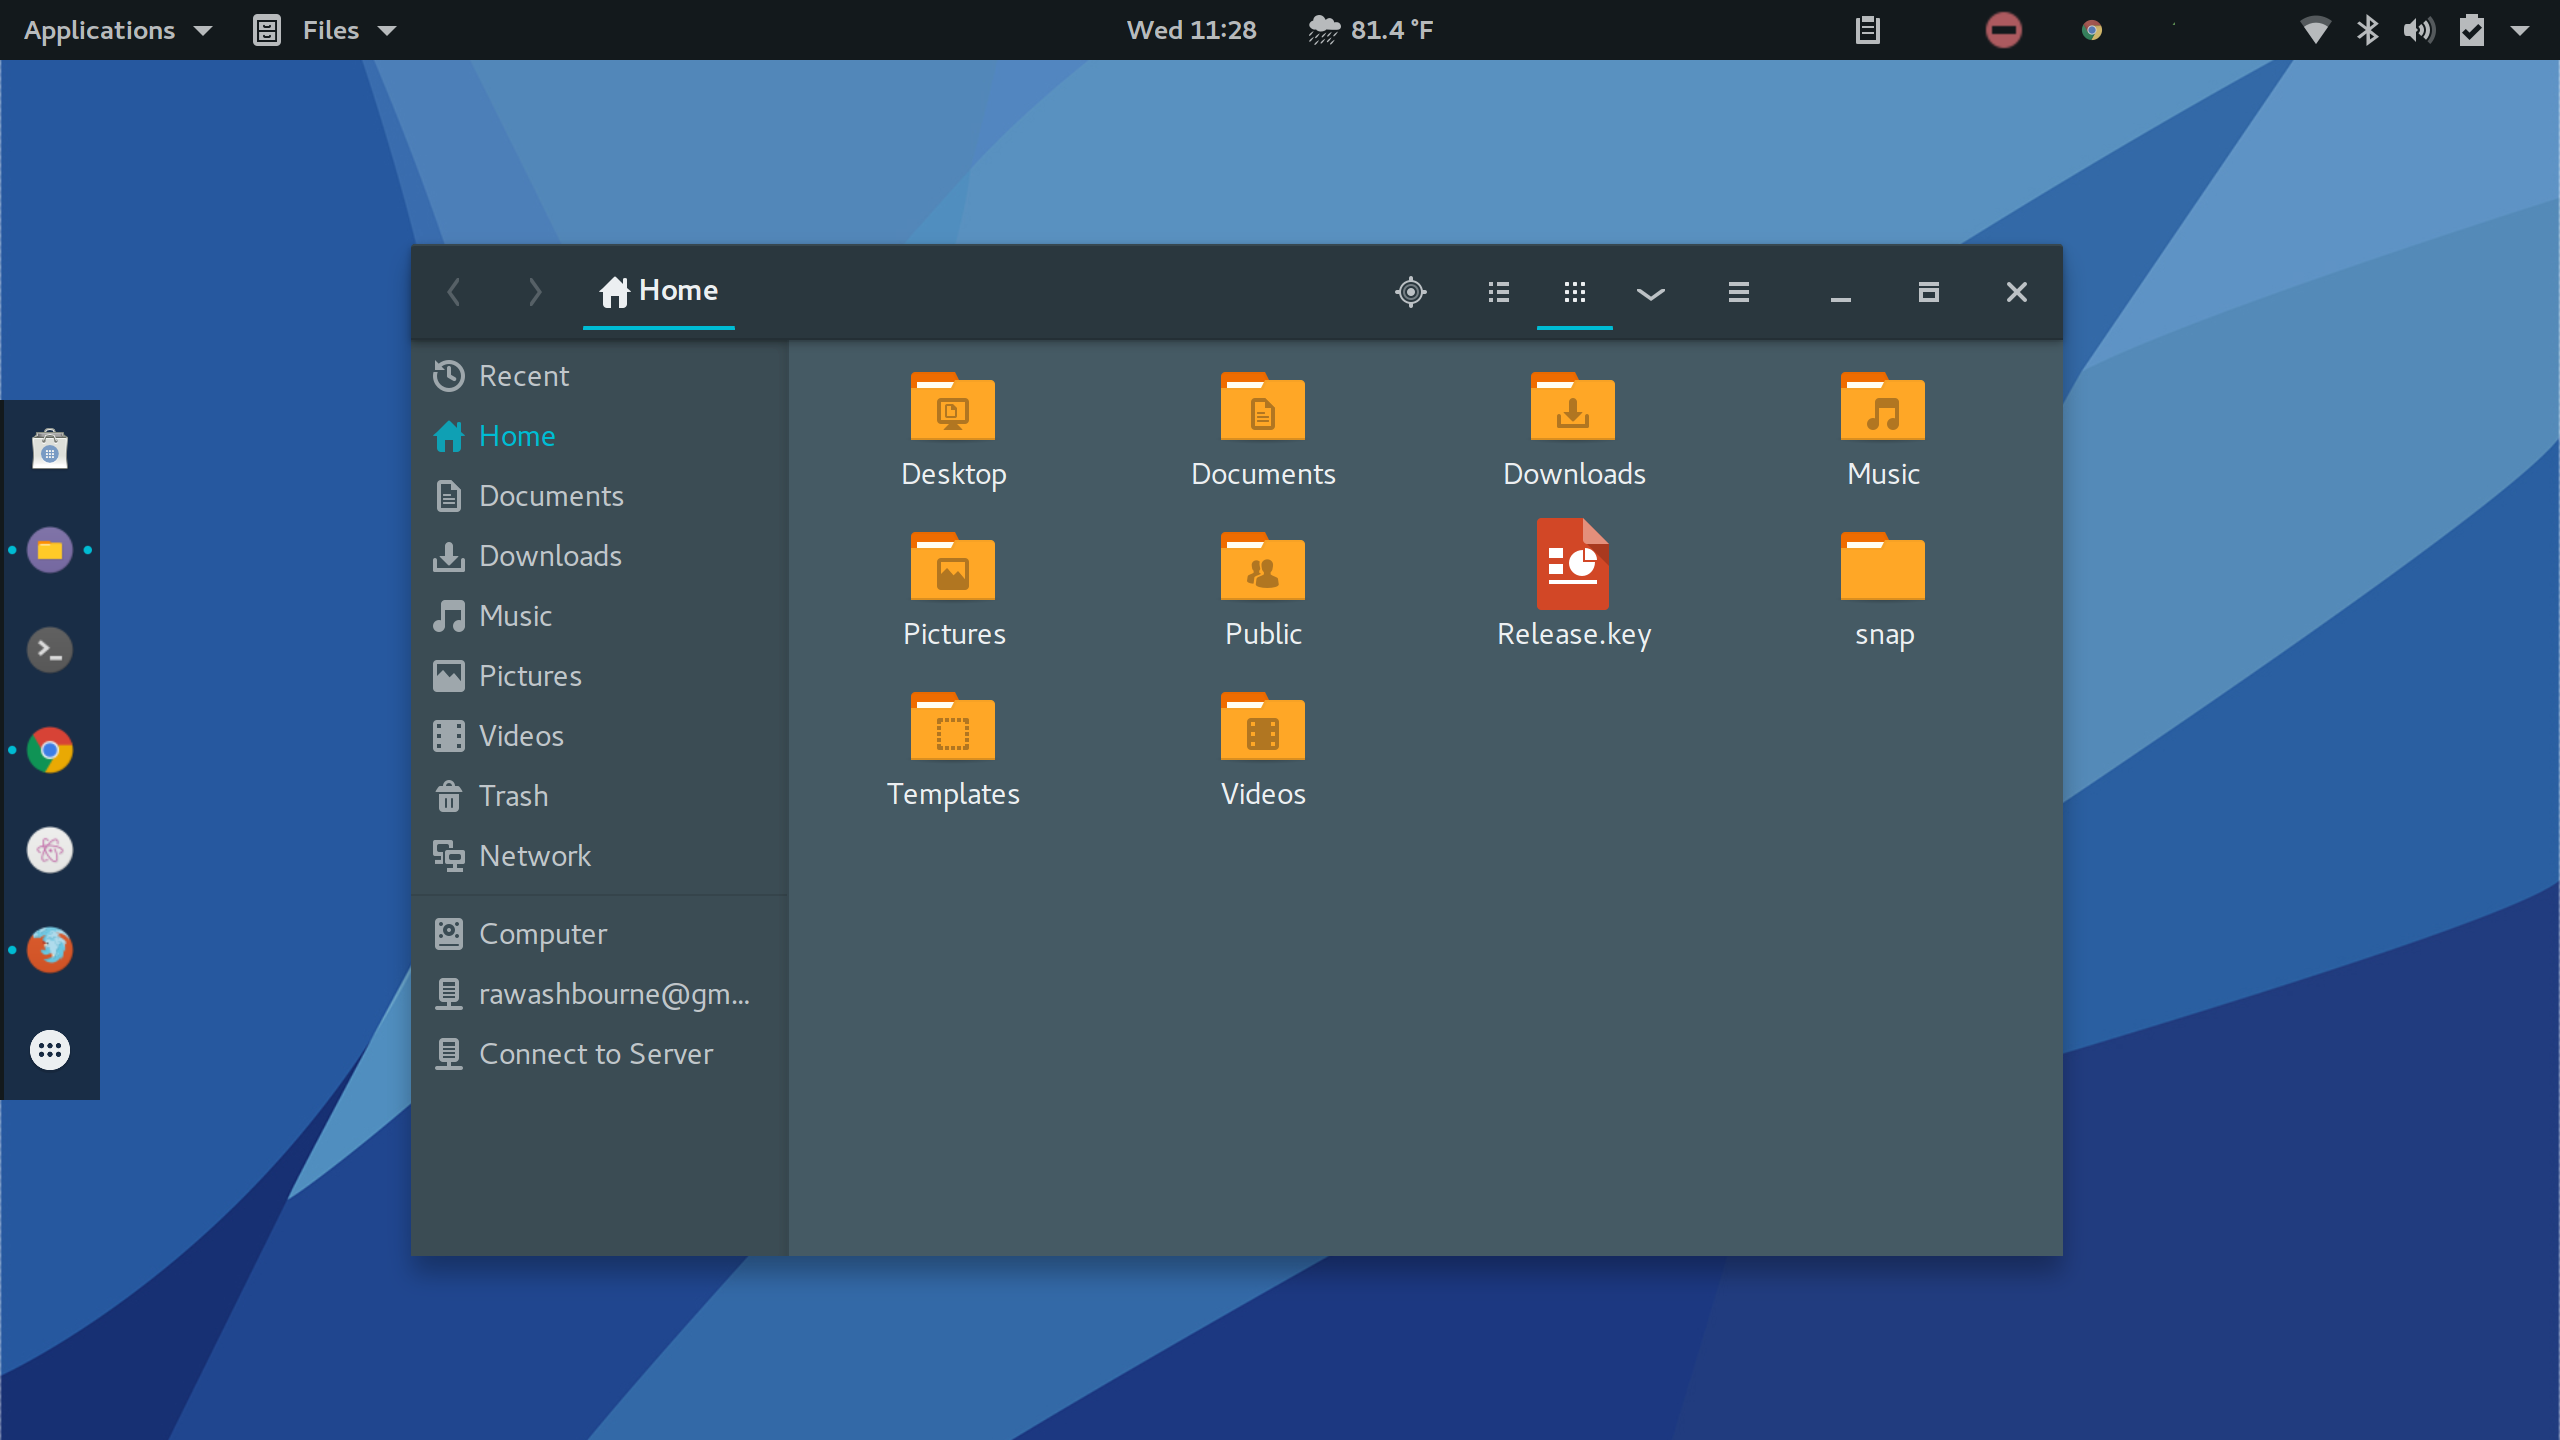 Applications Files Wed 11:28 81.4 °F
Home
Recent
Home
Documents
Downloads
Music
Pictures
Videos
Trash
Network
Computer
rawashbourne@gm...
Connect to Server
Desktop Documents Downloads Music
Pictures Public Release.key snap
Templates Videos